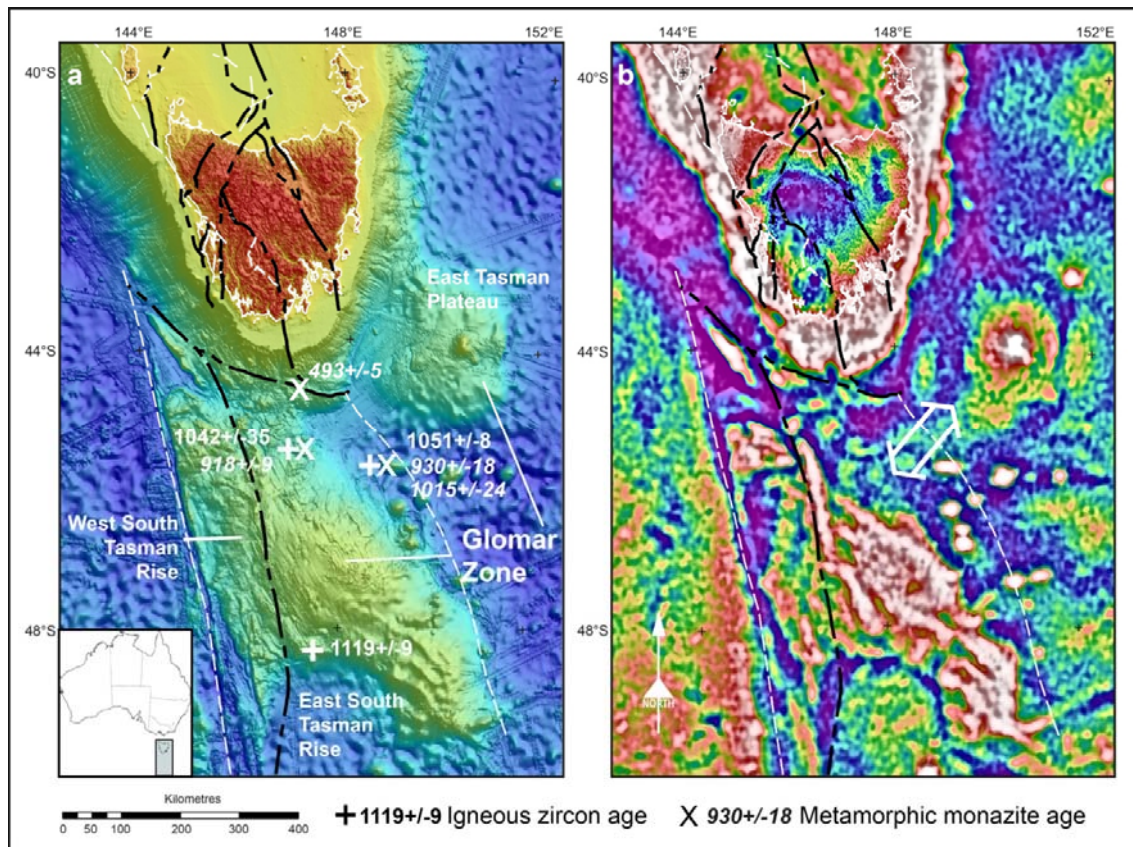 144°E
148°E
152°E
144°E
148°E
152°E
40°S
40°S
a
b
East Tasman
Plateau
44°S
44°S
493+/-5
1042+/-35
918+/-9
1051+/-8
930+/-18
1015+/-24
West South
Tasman
Rise
Glomar
Zone
48°S
48°S
1119+/-9
East South
Tasman
Rise
NORTH
Kilometres
0 25 50 100 200 300 400
1119+/-9 Igneous zircon age
X 930+/-18 Metamorphic monazite age